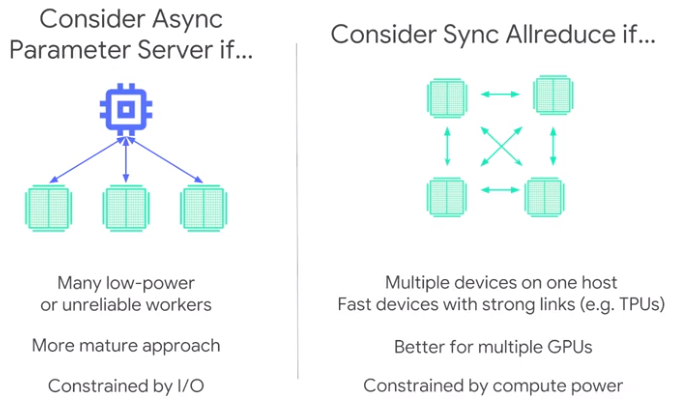 Consider Async
Parameter Server if...
Many low-power
or unreliable workers
More mature approach
Constrained by I/O
Consider Sync Allreduce if...
Multiple devices on one host
Fast devices with strong links (e.g. TPUs)
Better for multiple GPUs
Constrained by compute power